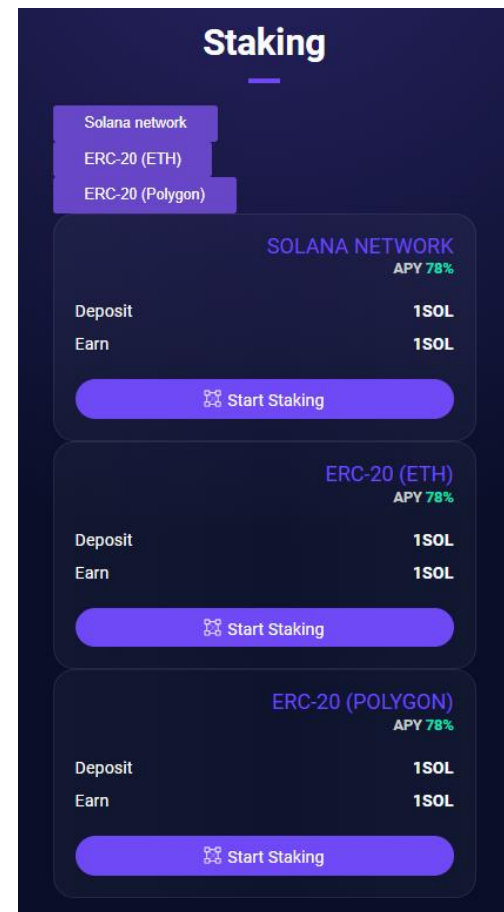 Staking
Solana network
ERC-20 (ETH)
ERC-20 (Polygon)
SOLANA NETWORK
APY 78%
Deposit 1SOL
Earn 1SOL
Start Staking
ERC-20 (ETH)
APY 78%
Deposit 1SOL
Earn 1SOL
Start Staking
ERC-20 (POLYGON)
APY 78%
Deposit 1SOL
Earn 1SOL
Start Staking